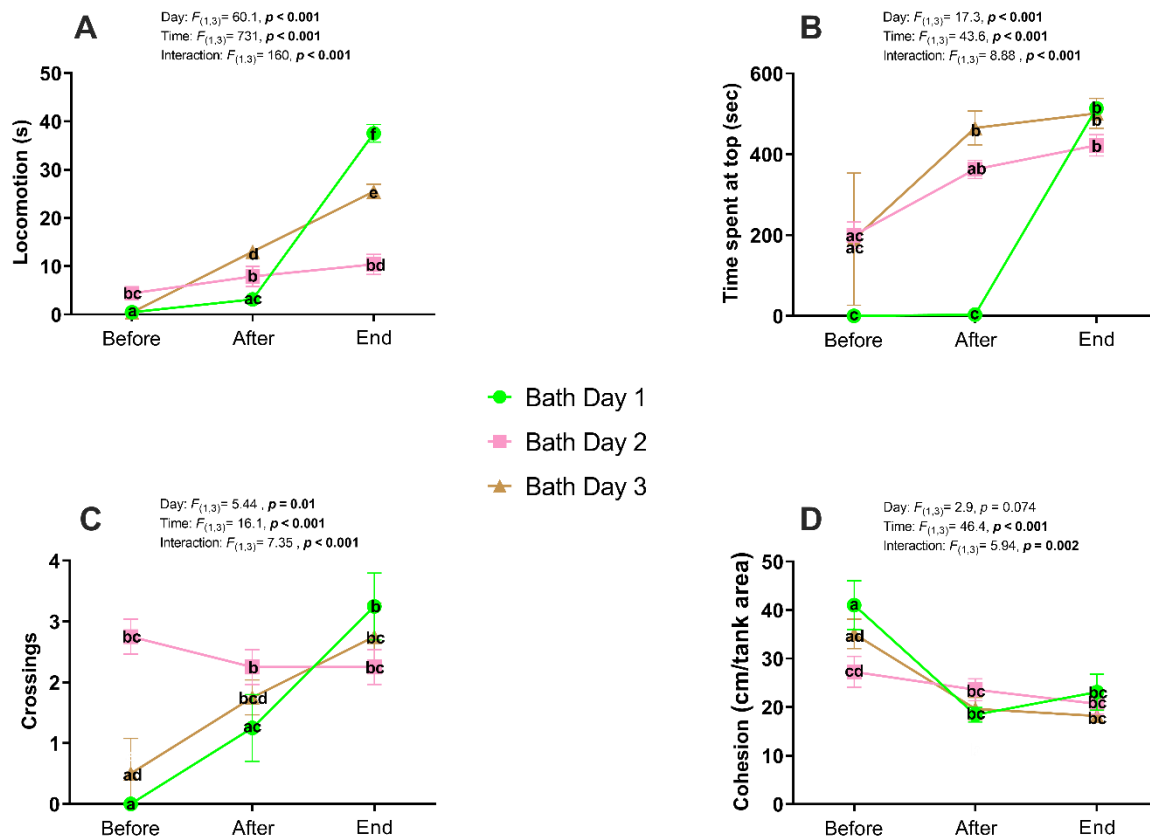 A
Day: F(1,3)= 60.1, p < 0.001
Time: F(1,3)= 731, p < 0.001
Interaction: F(1,3)= 160, p < 0.001
Locomotion (s)
50
40
30
20
10
0
f
e
d
bd
bc
b
a
ac
Before After End
B
Day: F(1,3)= 17.3, p < 0.001
Time: F(1,3)= 43.6, p < 0.001
Interaction: F(1,3)= 8.88 , p < 0.001
Time spent at top (sec)
600
400
200
0
b
b
b
ab
b
ac
ac
c
c
Before After End
Bath Day 1
Bath Day 2
Bath Day 3
C
Day: F(1,3)= 5.44 , p = 0.01
Time: F(1,3)= 16.1, p < 0.001
Interaction: F(1,3)= 7.35 , p < 0.001
Crossings
4
3
2
1
0
b
bc
bc
b
bc
bcd
ac
ad
a
Before After End
D
Day: F(1,3)= 2.9, p = 0.074
Time: F(1,3)= 46.4, p < 0.001
Interaction: F(1,3)= 5.94, p = 0.002
Cohesion (cm/tank area)
50
40
30
20
10
0
a
ad
cd
bc
bc
bc
bc
bc
Before After End